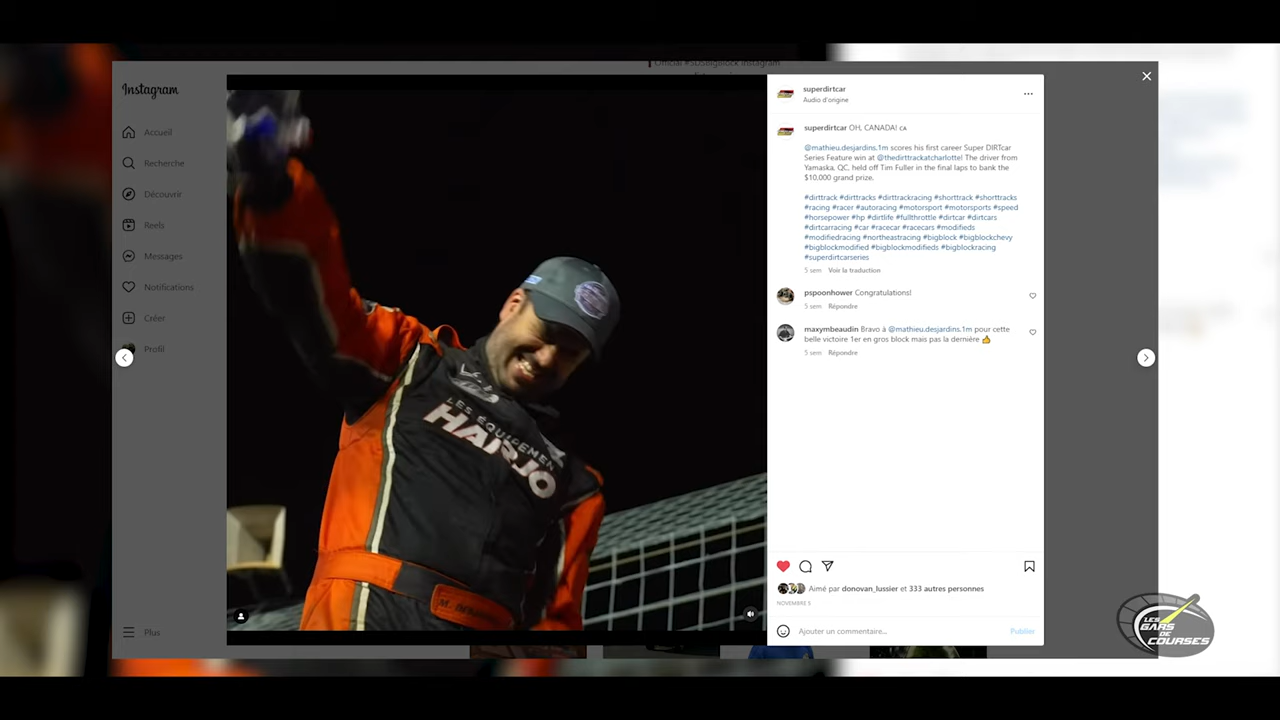 Official #SDSBigBlock Instagram
Instagram
superdirtcar
Audio d'origine
Accueil
Recherche
Découvrir
Reels
Messages
Notifications
Créer
Profil
Plus
LES ÉQUIPEMEN
HARJO
superdirtcar OH, CANADA! CA
@mathieu.desjardins.1m scores his first career Super DIRTcar
Series Feature win at @thedirttrackatcharlotte! The driver from
Yamaska, QC, held off Tim Fuller in the final laps to bank the
$10,000 grand prize.
#dirttrack #dirttracks #dirttrackracing #shorttrack #shorttracks
#racing #racer #autoracing #motorsport #motorsports #speed
#horsepower #hp #dirtlife #fullthrottle #dirtcar #dirtcars
#dirtcarracing #car #racecar #racecars #modifieds
#modifiedracing #northeastracing #bigblock #bigblockchevy
#bigblockmodified #bigblockmodifieds #bigblockracing
#superdirtcarseries
5 sem Voir la traduction
pspoonhower Congratulations!
5 sem Répondre
maxymbeaudin Bravo à @mathieu.desjardins.1m pour cette
belle victoire 1er en gros block mais pas la dernière 👍
5 sem Répondre
Aimé par donovan_lussier et 333 autres personnes
NOVEMBRE 5
Ajouter un commentaire...
Publier
LES
GARS
DE
COURSES